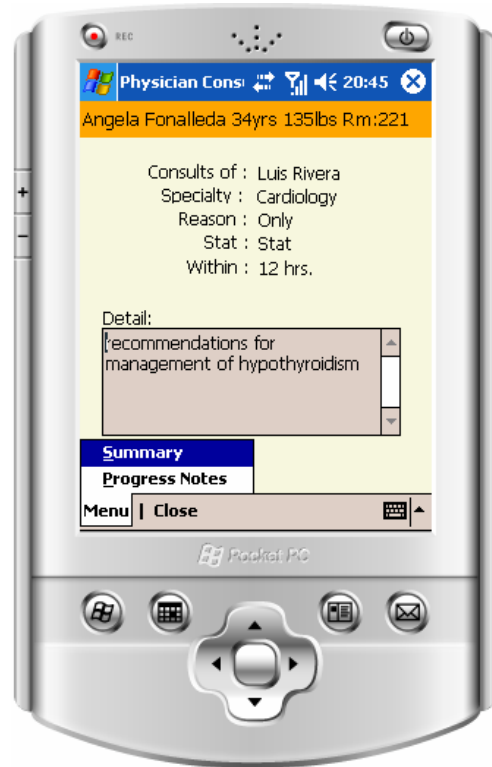 REC
Physician Cons 20:45
Angela Fonalleda 34yrs 135lbs Rm:221
Consults of : Luis Rivera
Specialty : Cardiology
Reason : Only
Stat : Stat
Within : 12 hrs.
Detail:
recommendations for
management of hypothyroidism
Summary
Progress Notes
Menu | Close
Pocket PC